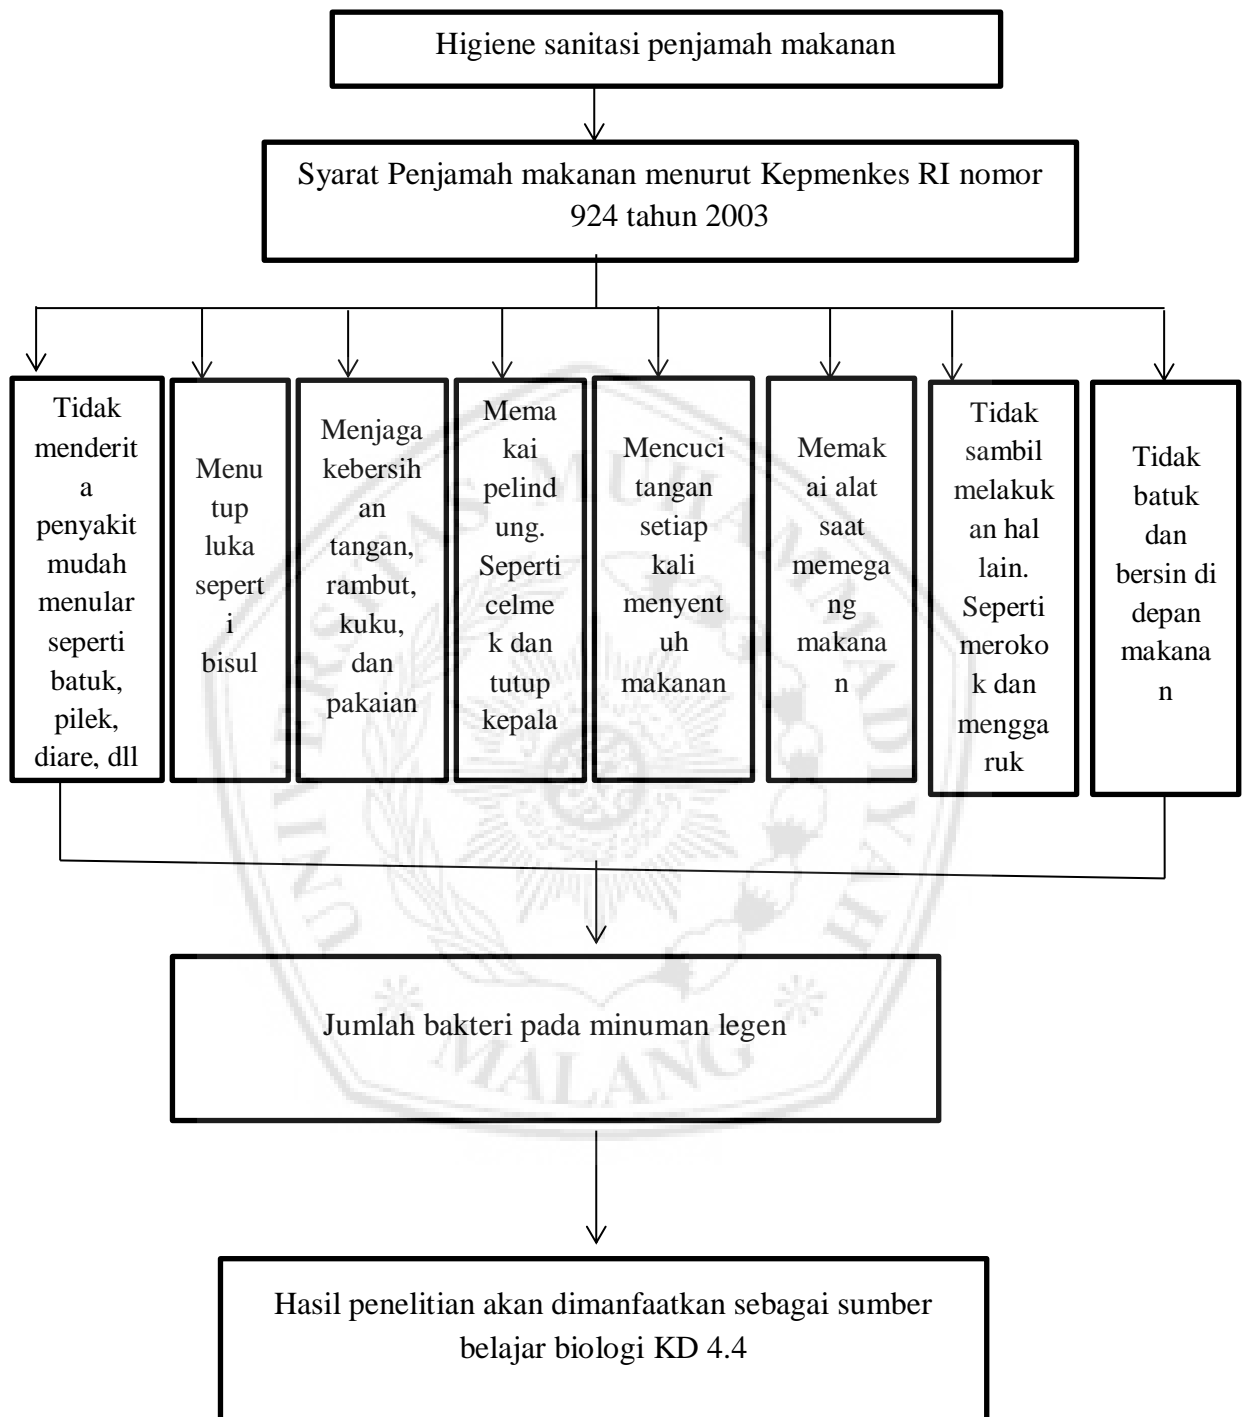 Higiene sanitasi penjamah makanan
Syarat Penjamah makanan menurut Kepmenkes RI nomor
924 tahun 2003
Tidak
menderit
a
penyakit
mudah
menular
seperti
batuk,
pilek,
diare, dll
Menu
tup
luka
sepert
i
bisul
Menjaga
kebersih
an
tangan,
rambut,
kuku,
dan
pakaian
Mema
kai
pelind
ung.
Seperti
celme
k dan
tutup
kepala
Mencuci
tangan
setiap
kali
menyent
uh
makanan
Memak
ai alat
saat
memega
ng
makana
n
Tidak
sambil
melakuk
an hal
lain.
Seperti
meroko
k dan
mengga
ruk
Tidak
batuk
dan
bersin di
depan
makana
n
Jumlah bakteri pada minuman legen
Hasil penelitian akan dimanfaatkan sebagai sumber
belajar biologi KD 4.4
UNIVERSITAS MUHAMMADIYAH
MALANG